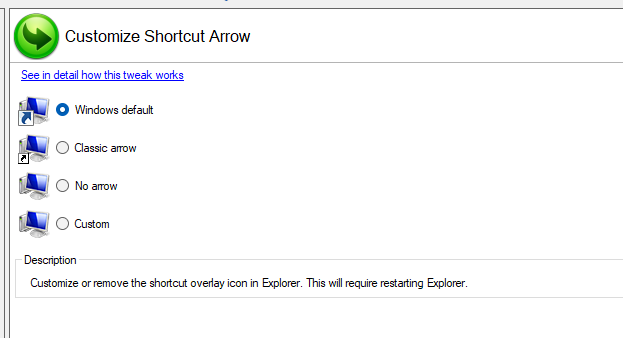 Customize Shortcut Arrow
See in detail how this tweak works
Windows default
Classic arrow
No arrow
Custom
Description
Customize or remove the shortcut overlay icon in Explorer. This will require restarting Explorer.